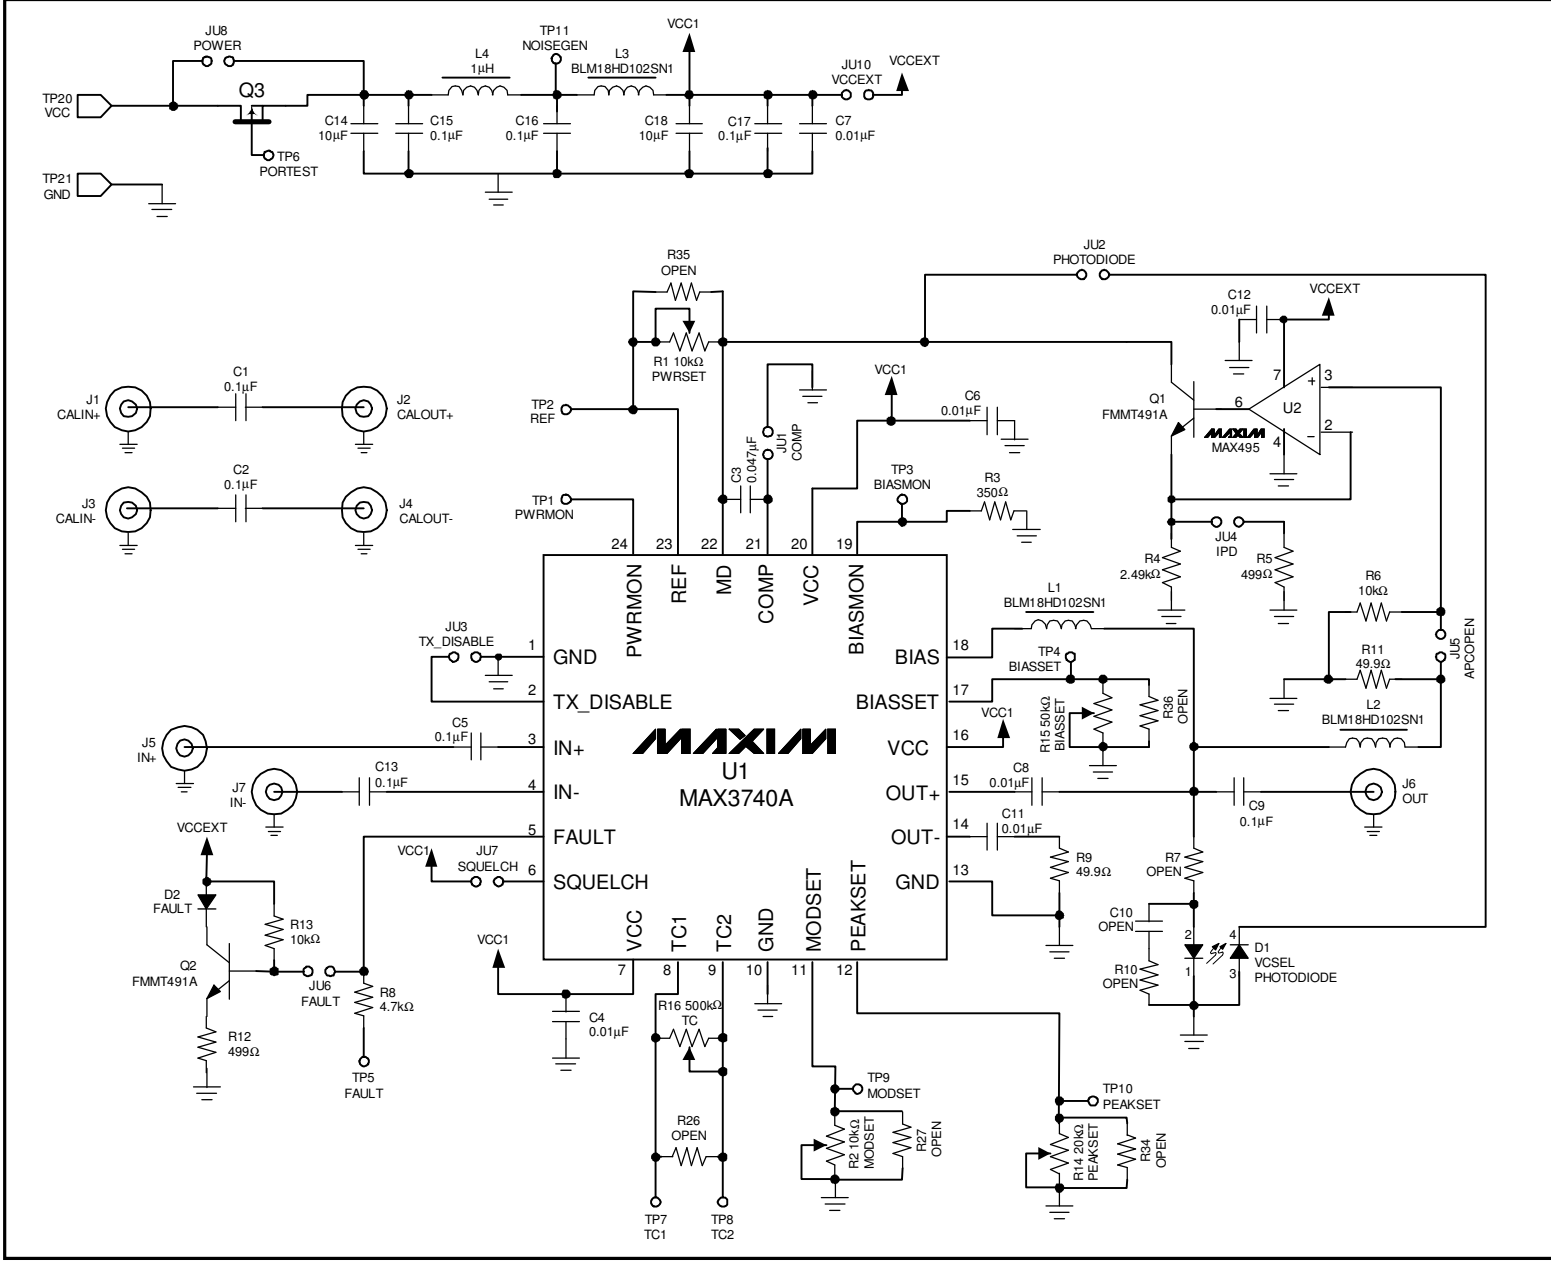 JU8
POWER
TP11
NOISEGEN
VCC1
L4
1µH
L3
BLM18HD102SN1
JU10
VCCEXT
VCCEXT
Q3
TP20
VCC
C14
10µF
C15
0.1µF
C16
0.1µF
C18
10µF
C17
0.1µF
C7
0.01µF
TP6
PORTEST
TP21
GND
R35
OPEN
R1 10kΩ
PWRSET
JU2
PHOTODIODE
C12
0.01µF
VCCEXT
7
3
+
6
U2
2
−
4
MAXIM
MAX495
Q1
FMMT491A
J1
CALIN+
C1
0.1µF
J2
CALOUT+
J3
CALIN-
C2
0.1µF
J4
CALOUT-
TP2
REF
TP1
PWRMON
C3
0.047µF
JU1
COMP
VCC1
C6
0.01µF
TP3
BIASMON
R3
350Ω
JU4
IPD
R4
2.49kΩ
R5
499Ω
R6
10kΩ
R11
49.9Ω
JU5
APCOPEN
L2
BLM18HD102SN1
24
23
22
21
20
19
PWRMON
REF
MD
COMP
VCC
BIASMON
L1
BLM18HD102SN1
JU3
TX_DISABLE
1
GND
2
TX_DISABLE
3
IN+
4
IN-
5
FAULT
6
SQUELCH
18
BIAS
17
BIASSET
16
VCC
15
OUT+
14
OUT-
13
GND
MAXIM
U1
MAX3740A
TP4
BIASSET
R15 50kΩ
BIASSET
R36
OPEN
VCC1
J5
IN+
C5
0.1µF
J7
IN-
C13
0.1µF
C8
0.01µF
C11
0.01µF
C9
0.1µF
J6
OUT
R9
49.9Ω
R7
OPEN
C10
OPEN
R10
OPEN
2
1
4
3
D1
VCSEL
PHOTODIODE
VCCEXT
D2
FAULT
R13
10kΩ
Q2
FMMT491A
JU6
FAULT
R8
4.7kΩ
R12
499Ω
TP5
FAULT
VCC1
JU7
SQUELCH
VCC
TC1
TC2
GND
MODSET
PEAKSET
7
8
9
10
11
12
VCC1
C4
0.01µF
R16 500kΩ
TC
R26
OPEN
TP7
TC1
TP8
TC2
TP9
MODSET
R2 10kΩ
MODSET
R27
OPEN
TP10
PEAKSET
R14 20kΩ
PEAKSET
R34
OPEN